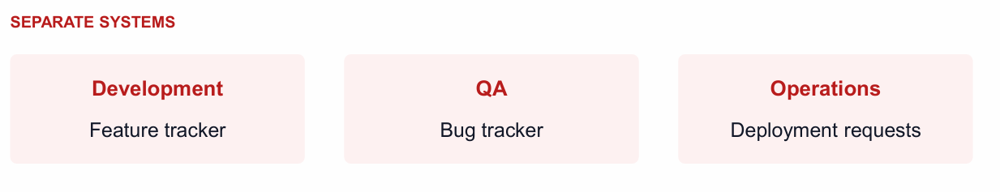 SEPARATE SYSTEMS
Development
Feature tracker
QA
Bug tracker
Operations
Deployment requests